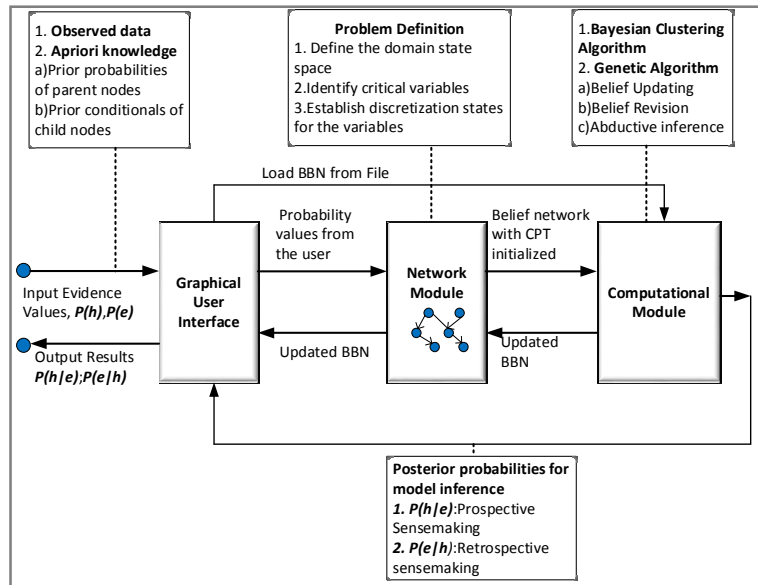 1. Observed data
2. Apriori knowledge
a)Prior probabilities
of parent nodes
b)Prior conditionals of
child nodes
Problem Definition
1. Define the domain state
space
2.Identify critical variables
3.Establish discretization states
for the variables
1.Bayesian Clustering
Algorithm
2. Genetic Algorithm
a)Belief Updating
b)Belief Revision
c)Abductive inference
Load BBN from File
Probability
values from
the user
Belief network
with CPT
initialized
Graphical
User
Interface
Network
Module
Computational
Module
Input Evidence
Values, P(h),P(e)
Output Results
P(h|e);P(e|h)
Updated BBN
Updated
BBN
Posterior probabilities for
model inference
1. P(h|e):Prospective
Sensemaking
2. P(e|h):Retrospective
sensemaking